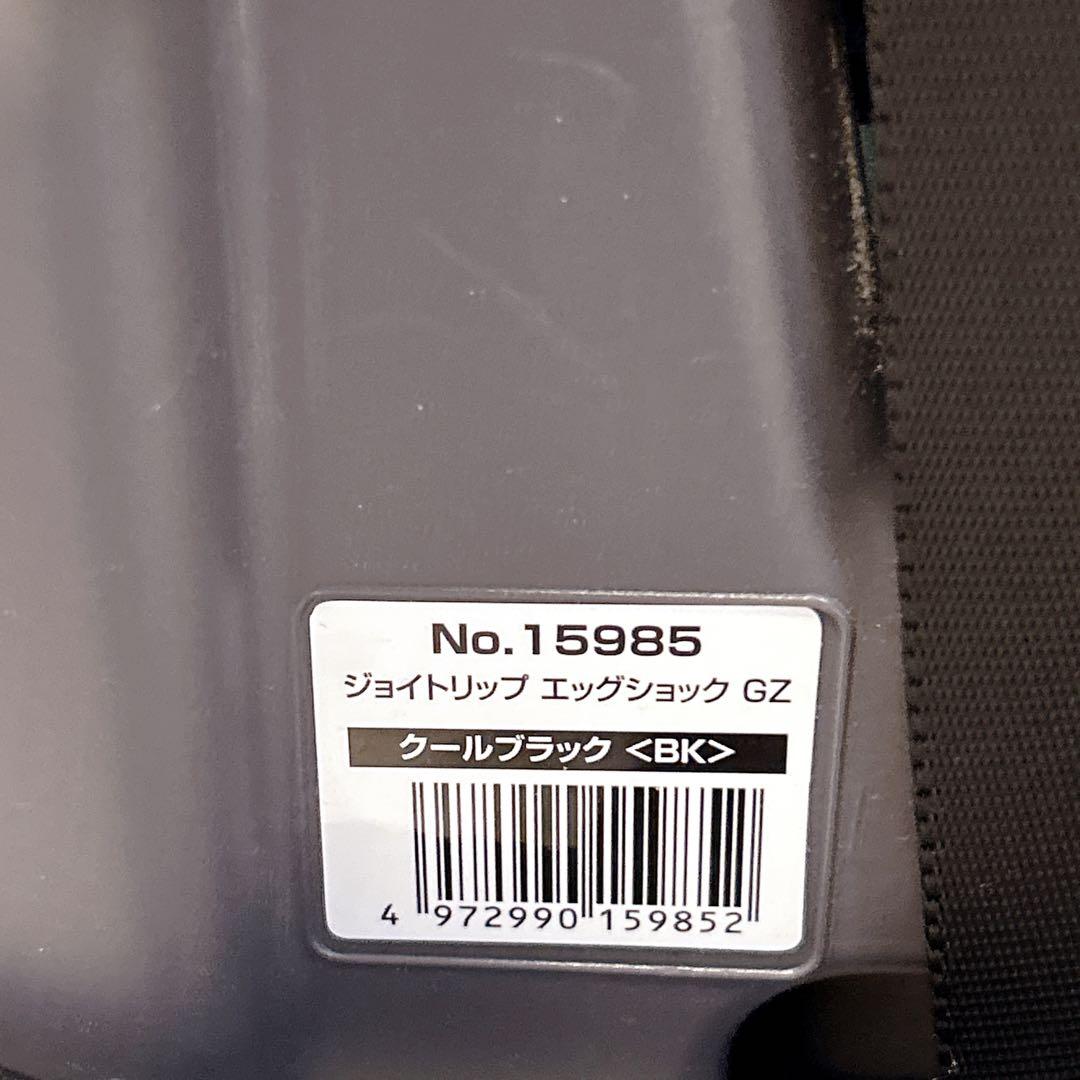 No.15985
ジョイトリップ エッグショック GZ
クールブラック <BK>
4 972990 159852